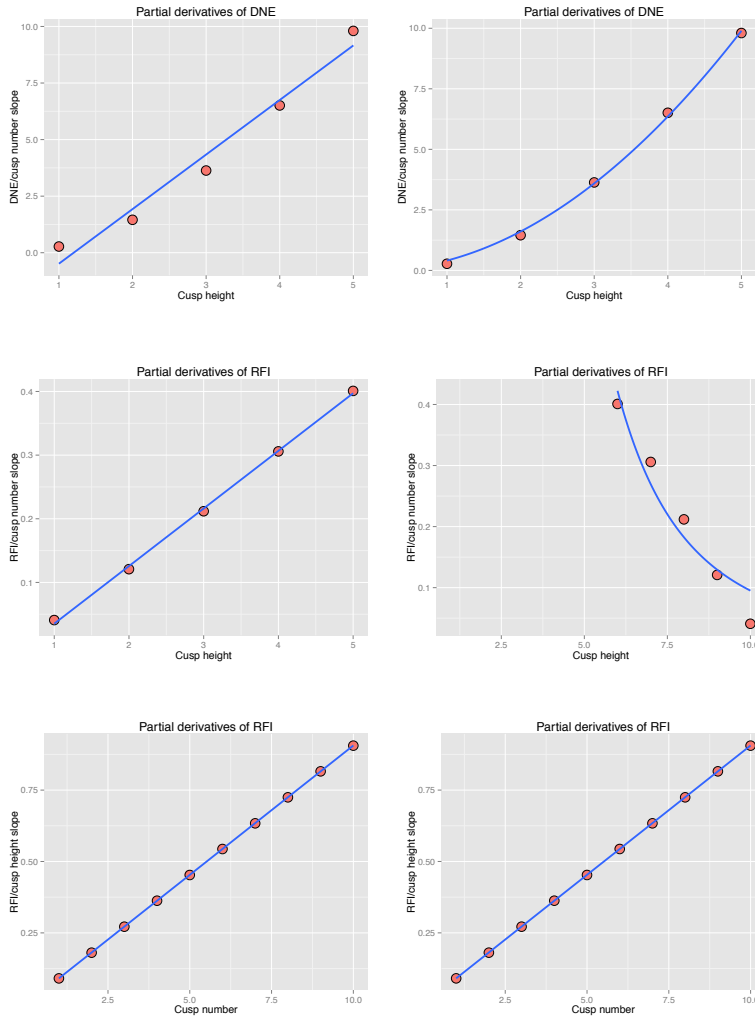 Partial derivatives of DNE
10.0
7.5
5.0
2.5
0.0
DNE/cusp number slope
1 2 3 4 5
Cusp height
Partial derivatives of DNE
10.0
7.5
5.0
2.5
0.0
DNE/cusp number slope
1 2 3 4 5
Cusp height
Partial derivatives of RFI
0.4
0.3
0.2
0.1
RFI/cusp number slope
1 2 3 4 5
Cusp height
Partial derivatives of RFI
0.4
0.3
0.2
0.1
RFI/cusp number slope
2.5 5.0 7.5 10.0
Cusp height
Partial derivatives of RFI
0.75
0.50
0.25
RFI/cusp height slope
2.5 5.0 7.5 10.0
Cusp number
Partial derivatives of RFI
0.75
0.50
0.25
RFI/cusp height slope
2.5 5.0 7.5 10.0
Cusp number